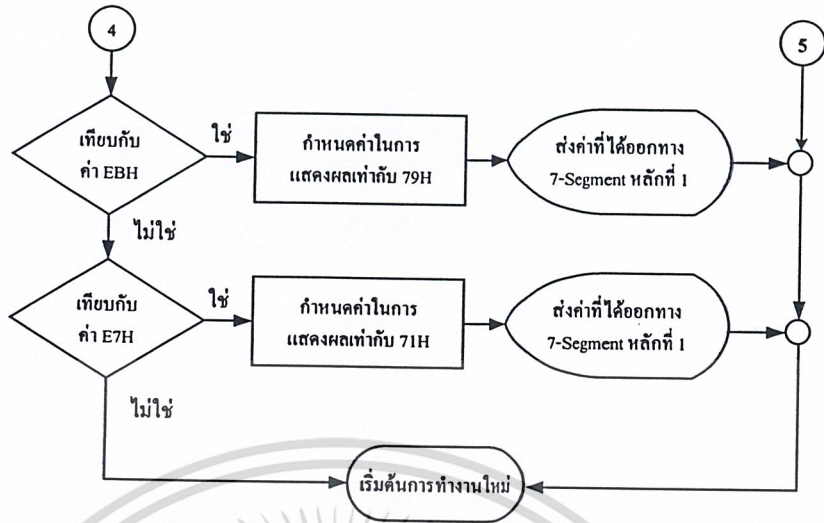 4
5
เทียบกับ
ค่า EBH
ใช่
กำหนดค่าในการ
แสดงผลเท่ากับ 79H
ส่งค่าที่ได้ออกทาง
7-Segment หลักที่ 1
ไม่ใช่
เทียบกับ
ค่า E7H
ใช่
กำหนดค่าในการ
แสดงผลเท่ากับ 71H
ส่งค่าที่ได้ออกทาง
7-Segment หลักที่ 1
ไม่ใช่
เริ่มต้นการทำงานใหม่